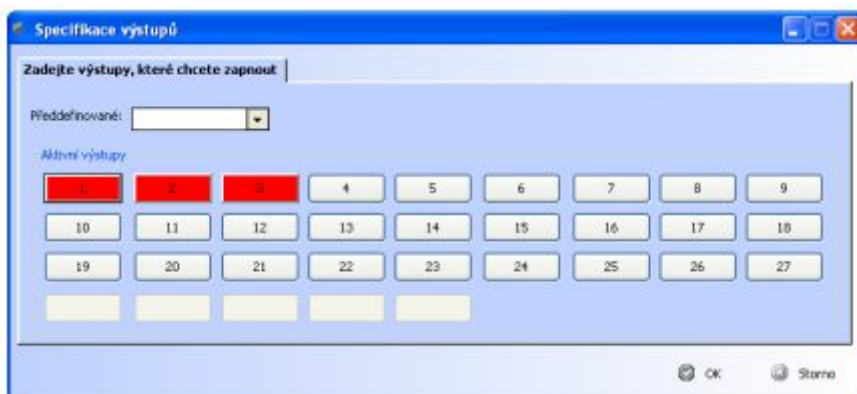 Specifikace výstupů
Zadejte výstupy, které chcete zapnout
Předdefinované:
Aktivní výstupy
1 2 3 4 5 6 7 8 9
10 11 12 13 14 15 16 17 18
19 20 21 22 23 24 25 26 27
OK Storno